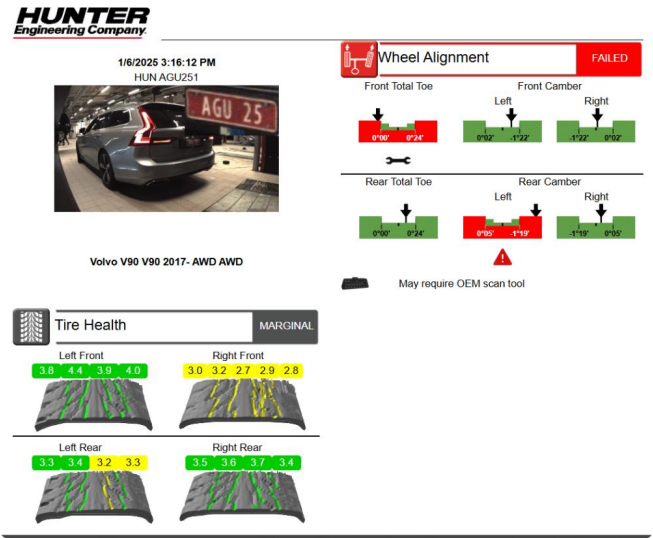 HUNTER
Engineering Company.
1/6/2025 3:16:12 PM
HUN AGU251
AGU 25
Volvo V90 V90 2017- AWD AWD
Wheel Alignment
FAILED
Front Total Toe
Front Camber
Left
Right
0°00' 0°24'
0°02' -1°22'
-1°22' 0°02'
Rear Total Toe
Rear Camber
Left
Right
0°00' 0°24'
0°05' -1°19'
-1°19' 0°05'
May require OEM scan tool
Tire Health
MARGINAL
Left Front
Right Front
3.8 4.4 3.9 4.0
3.0 3.2 2.7 2.9 2.8
Left Rear
Right Rear
3.3 3.4 3.2 3.3
3.5 3.6 3.7 3.4